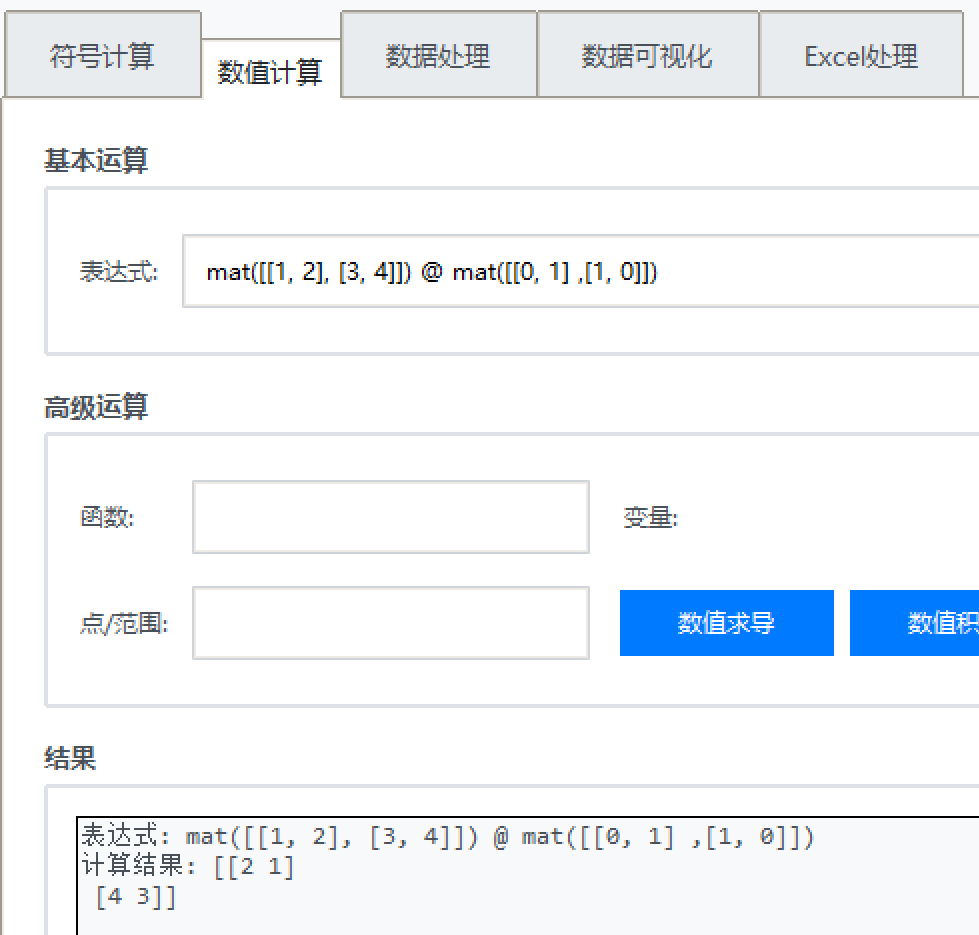 符号计算 数值计算 数据处理 数据可视化 Excel处理
基本运算
表达式: mat([[1, 2], [3, 4]]) @ mat([[0, 1] ,[1, 0]])
高级运算
函数: 变量:
点/范围: 数值求导 数值积
结果
表达式: mat([[1, 2], [3, 4]]) @ mat([[0, 1] ,[1, 0]])
计算结果: [[2 1]
[4 3]]